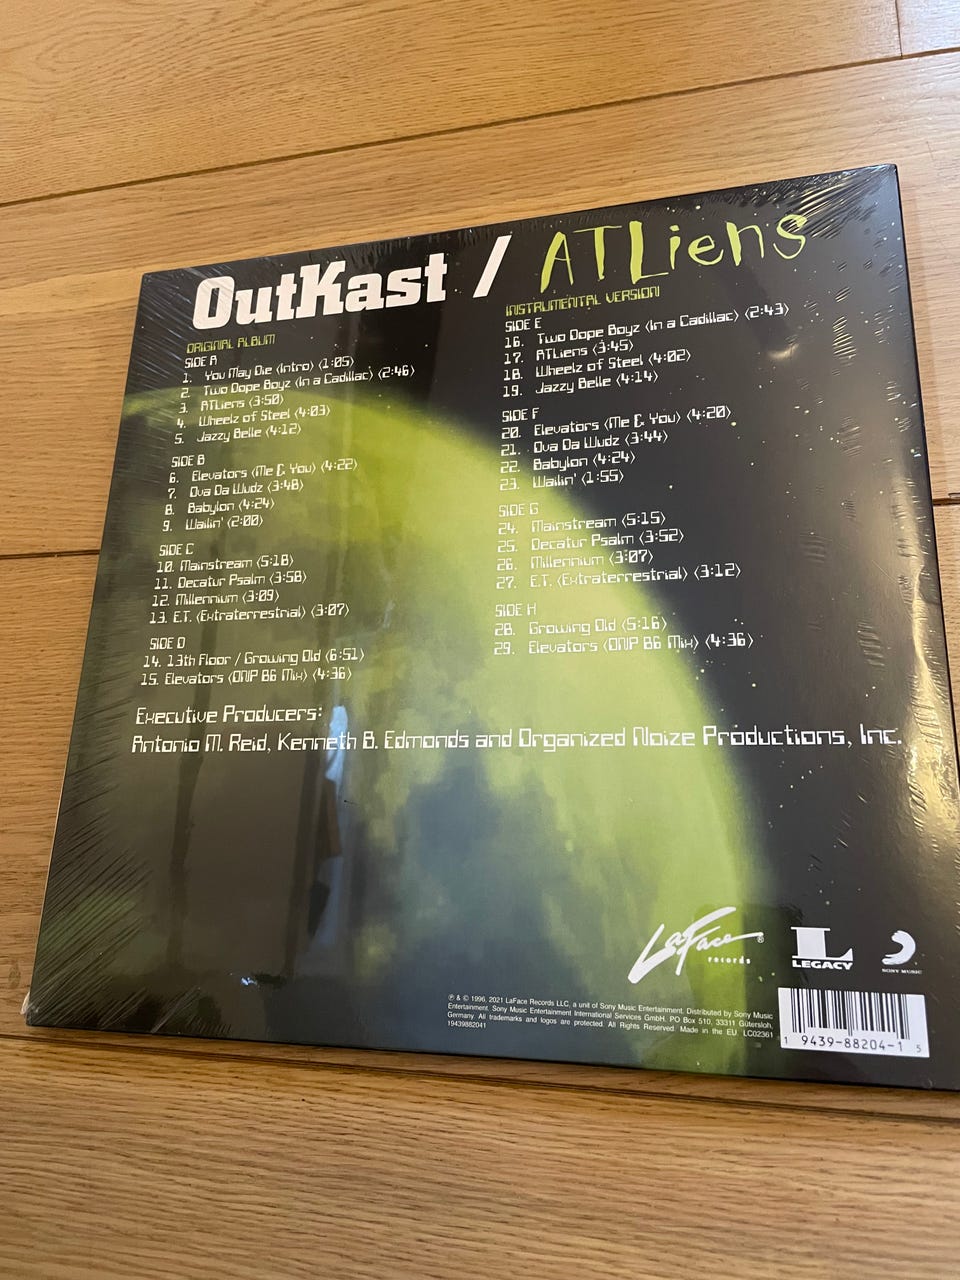 OutKast / ATLiens
ORIGINAL ALBUM
SIDE A
1. You May Die (Intro) (1:05)
2. Two Dope Boyz (In a Cadillac) (2:46)
3. ATLiens (3:50)
4. Wheelz of Steel (4:03)
5. Jazzy Belle (4:12)
SIDE B
6. Elevators (Me & You) (4:22)
7. Ova Da Wudz (3:48)
8. Babylon (4:24)
9. Wailin' (2:00)
SIDE C
10. Mainstream (5:18)
11. Decatur Psalm (3:58)
12. Millennium (3:09)
13. E.T. (Extraterrestrial) (3:07)
SIDE D
14. 13th Floor / Growing Old (6:51)
15. Elevators (ONP 86 Mix) (4:36)
INSTRUMENTAL VERSION
SIDE E
16. Two Dope Boyz (In a Cadillac) (2:43)
17. ATLiens (3:45)
18. Wheelz of Steel (4:02)
19. Jazzy Belle (4:14)
SIDE F
20. Elevators (Me & You) (4:20)
21. Ova Da Wudz (3:44)
22. Babylon (4:24)
23. Wailin' (1:55)
SIDE G
24. Mainstream (5:15)
25. Decatur Psalm (3:52)
26. Millennium (3:07)
27. E.T. (Extraterrestrial) (3:12)
SIDE H
28. Growing Old (5:16)
29. Elevators (ONP 86 Mix) (4:36)
Executive Producers:
Antonio M. Reid, Kenneth B. Edmonds and Organized Noize Productions, Inc.
LaFace ®
records
L
LEGACY
SONY MUSIC
℗ & © 1996, 2021 LaFace Records LLC, a unit of Sony Music Entertainment. Distributed by Sony Music
Entertainment. Sony Music Entertainment International Services GmbH. PO Box 510, 33311 Gütersloh,
Germany. All trademarks and logos are protected. All Rights Reserved. Made in the EU. LC02361
19439882041
1 9439-88204-1 5